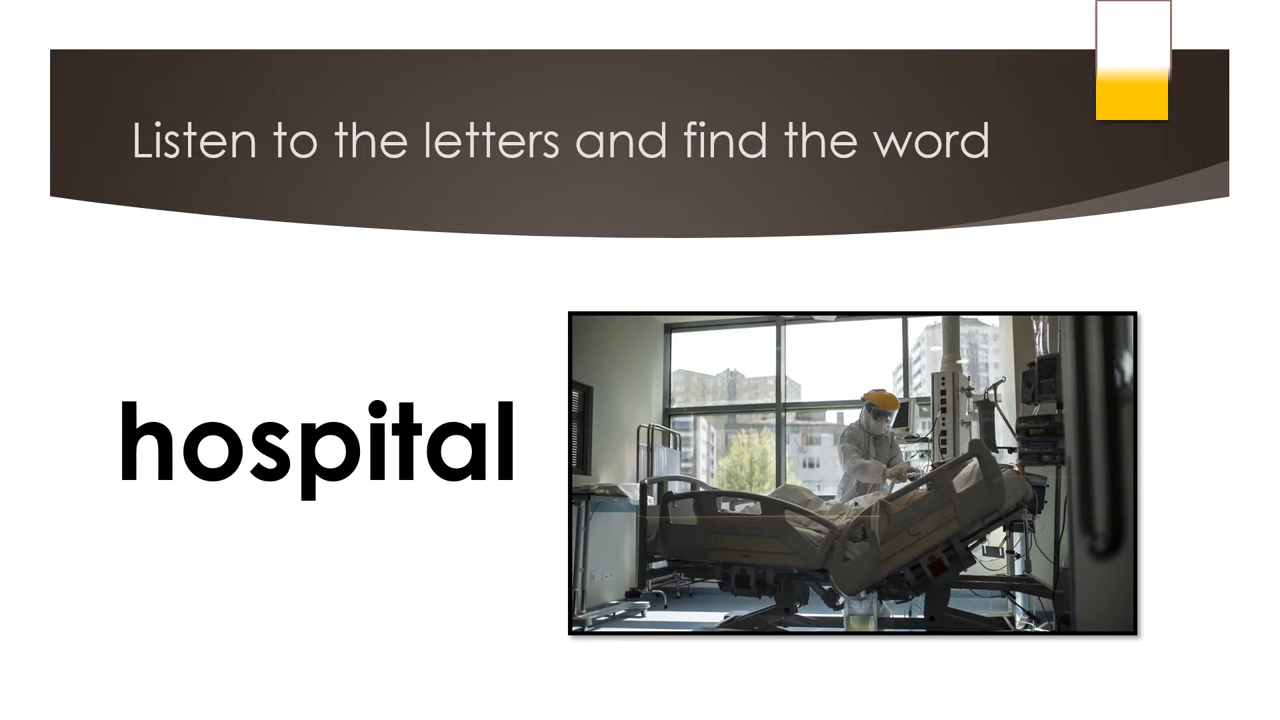 Listen to the letters and find the word
hospital